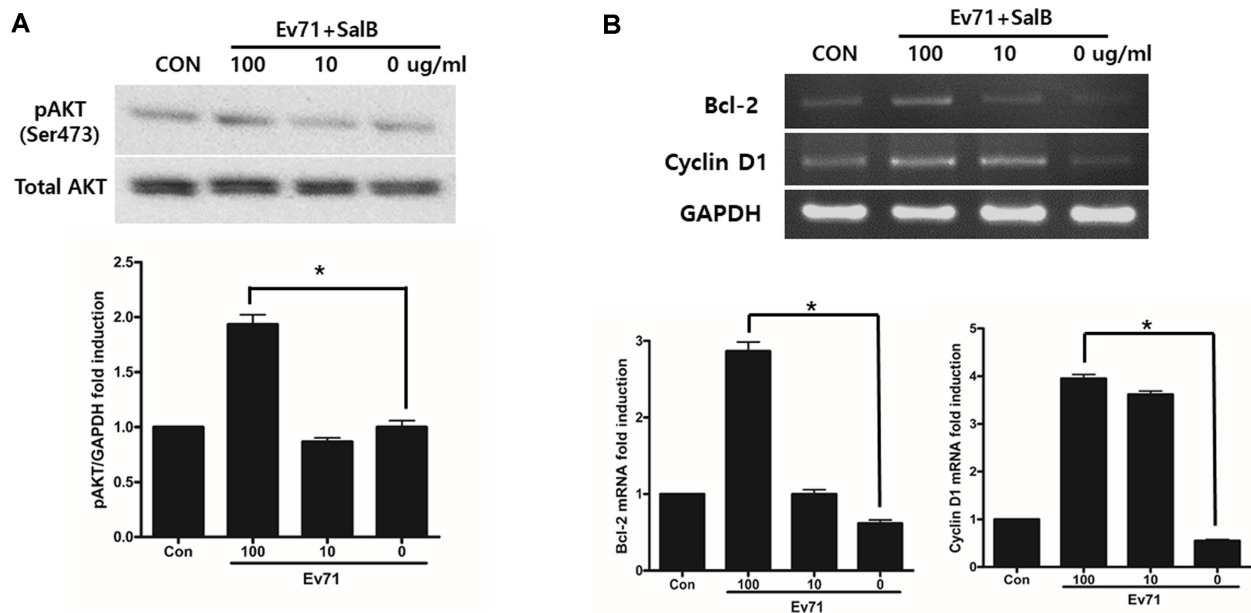 A
Ev71+SalB
CON 100 10 0 ug/ml
pAKT
(Ser473)
Total AKT
pAKT/GAPDH fold induction
2.5
2.0
1.5
1.0
0.5
0.0
*
Con 100 10 0
Ev71
B
Ev71+SalB
CON 100 10 0 ug/ml
Bcl-2
Cyclin D1
GAPDH
Bcl-2 mRNA fold induction
3
2
1
0
*
Con 100 10 0
Ev71
Cyclin D1 mRNA fold induction
5
4
3
2
1
0
*
Con 100 10 0
Ev71